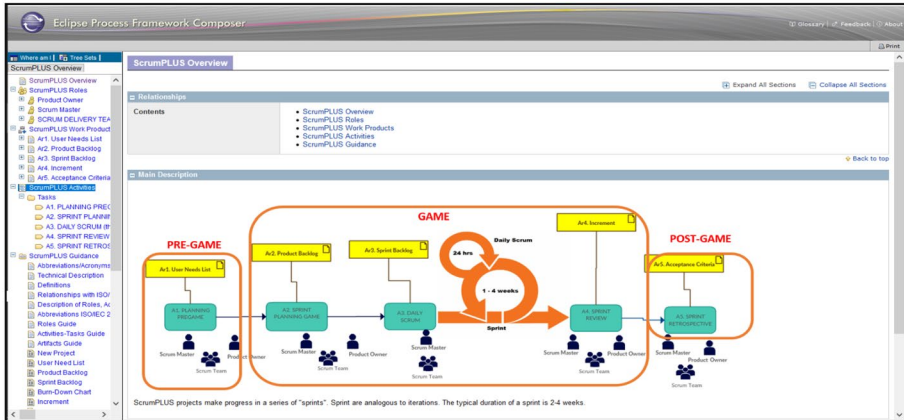 Eclipse Process Framework Composer
Glossary | Feedback | About
Print
Where am I | Tree Sets |
ScrumPLUS Overview
ScrumPLUS Overview
ScrumPLUS Roles
Product Owner
Scrum Master
SCRUM DELIVERY TEA
ScrumPLUS Work Product
Ar1. User Needs List
Ar2. Product Backlog
Ar3. Sprint Backlog
Ar4. Increment
Ar5. Acceptance Criteria
ScrumPLUS Activities
Tasks
A1. PLANNING PREG
A2. SPRINT PLANNIN
A3. DAILY SCRUM (th
A4. SPRINT REVIEW
A5. SPRINT RETROS
ScrumPLUS Guidance
Abbreviations/Acronyms
Technical Description
Definitions
Relationships with ISO/
Description of Roles, Ac
Abbreviations ISO/IEC 2
Roles Guide
Activities-Tasks Guide
Artifacts Guide
New Project
User Need List
Product Backlog
Sprint Backlog
Burn-Down Chart
Increment
ScrumPLUS Overview
Expand All Sections Collapse All Sections
Relationships
Contents
• ScrumPLUS Overview
• ScrumPLUS Roles
• ScrumPLUS Work Products
• ScrumPLUS Activities
• ScrumPLUS Guidance
Back to top
Main Description
GAME
PRE-GAME
POST-GAME
Ar1. User Needs List
Ar2. Product Backlog
Ar3. Sprint Backlog
Daily Scrum
24 hrs
1 - 4 weeks
Sprint
Ar4. Increment
Ar5. Acceptance Criteria
A1. PLANNING
PREGAME
A2. SPRINT
PLANNING GAME
A3. DAILY
SCRUM
A4. SPRINT
REVIEW
A5. SPRINT
RETROSPECTIVE
Scrum Master
Product Owner
Scrum Team
Scrum Master
Product Owner
Scrum Team
Scrum Master
Product Owner
Scrum Team
Scrum Master
Product Owner
Scrum Team
Scrum Master
Product Owner
Scrum Team
ScrumPLUS projects make progress in a series of "sprints". Sprint are analogous to iterations. The typical duration of a sprint is 2-4 weeks.